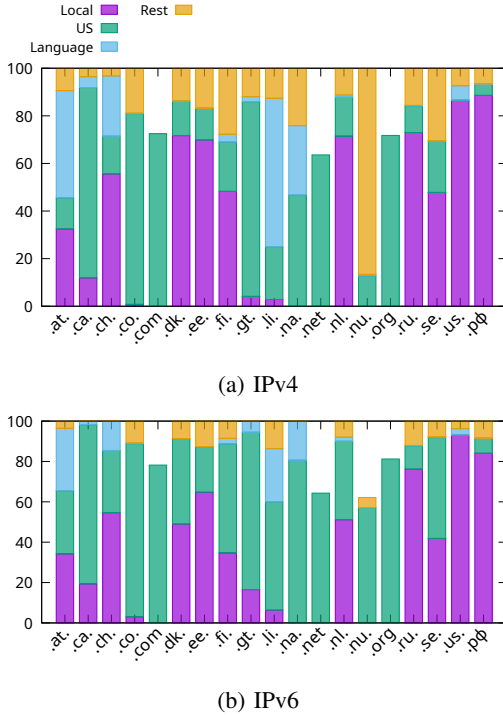 Local
US
Language
Rest
100
80
60
40
20
0
.at.
.ca.
.ch.
.co.
.com
.dk.
.ee.
.fi.
.gt.
.li.
.na.
.net
.nl.
.nu.
.org
.ru.
.se.
.us.
.рф
(a) IPv4
100
80
60
40
20
0
.at.
.ca.
.ch.
.co.
.com
.dk.
.ee.
.fi.
.gt.
.li.
.na.
.net
.nl.
.nu.
.org
.ru.
.se.
.us.
.рф
(b) IPv6